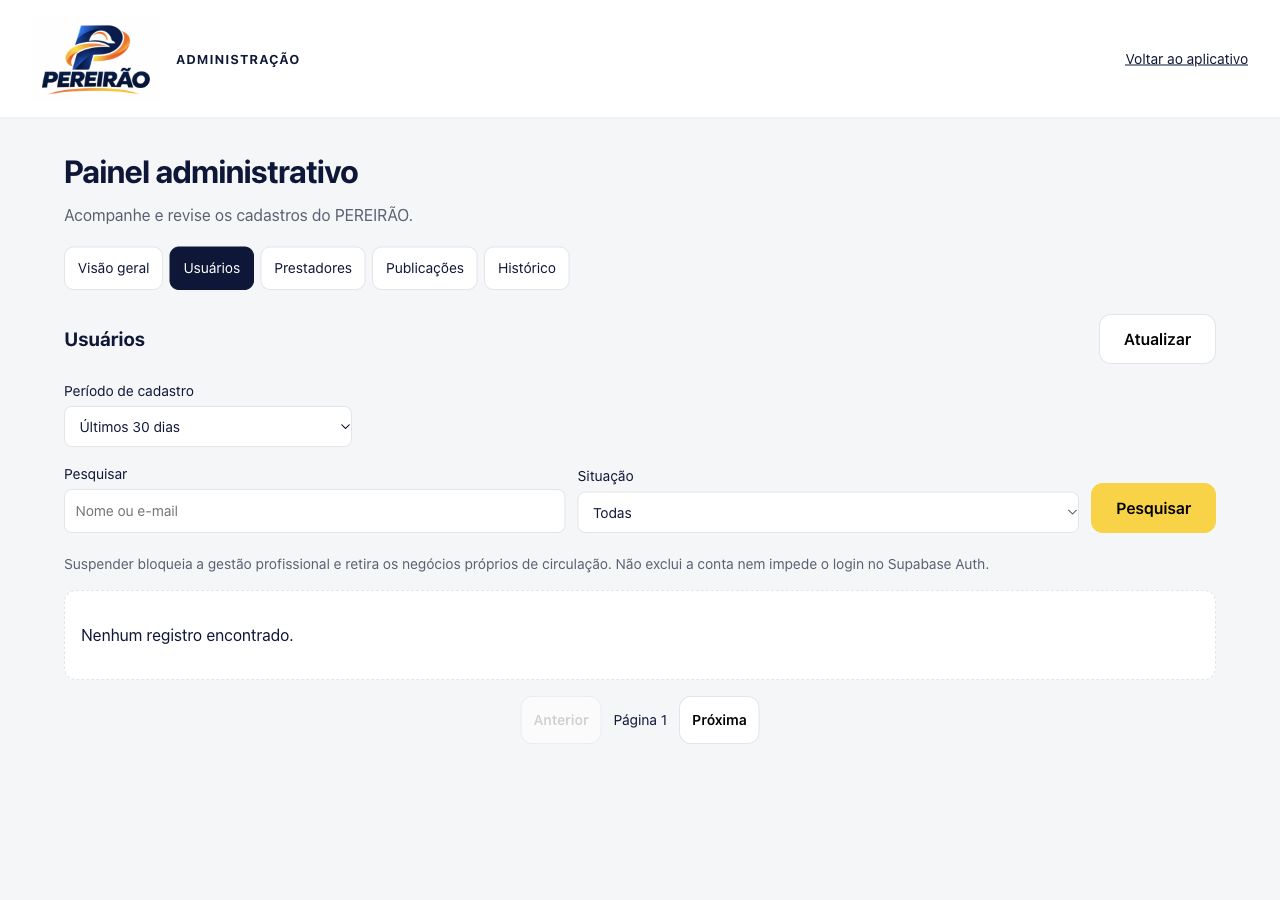 PEREIRÃO
ADMINISTRAÇÃO
Voltar ao aplicativo
Painel administrativo
Acompanhe e revise os cadastros do PEREIRÃO.
Visão geral
Usuários
Prestadores
Publicações
Histórico
Usuários
Atualizar
Período de cadastro
Últimos 30 dias
Pesquisar
Situação
Nome ou e-mail
Todas
Pesquisar
Suspender bloqueia a gestão profissional e retira os negócios próprios de circulação. Não exclui a conta nem impede o login no Supabase Auth.
Nenhum registro encontrado.
Anterior
Página 1
Próxima